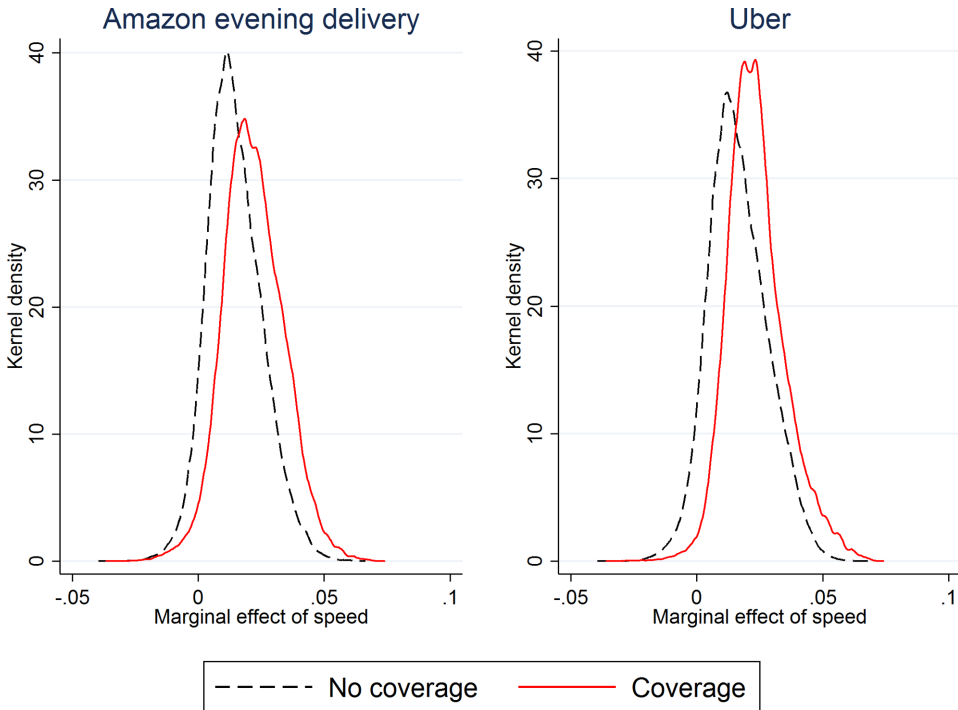 Amazon evening delivery
Kernel density
40
30
20
10
0
-.05 0 .05 .1
Marginal effect of speed
Uber
Kernel density
40
30
20
10
0
-.05 0 .05 .1
Marginal effect of speed
No coverage Coverage